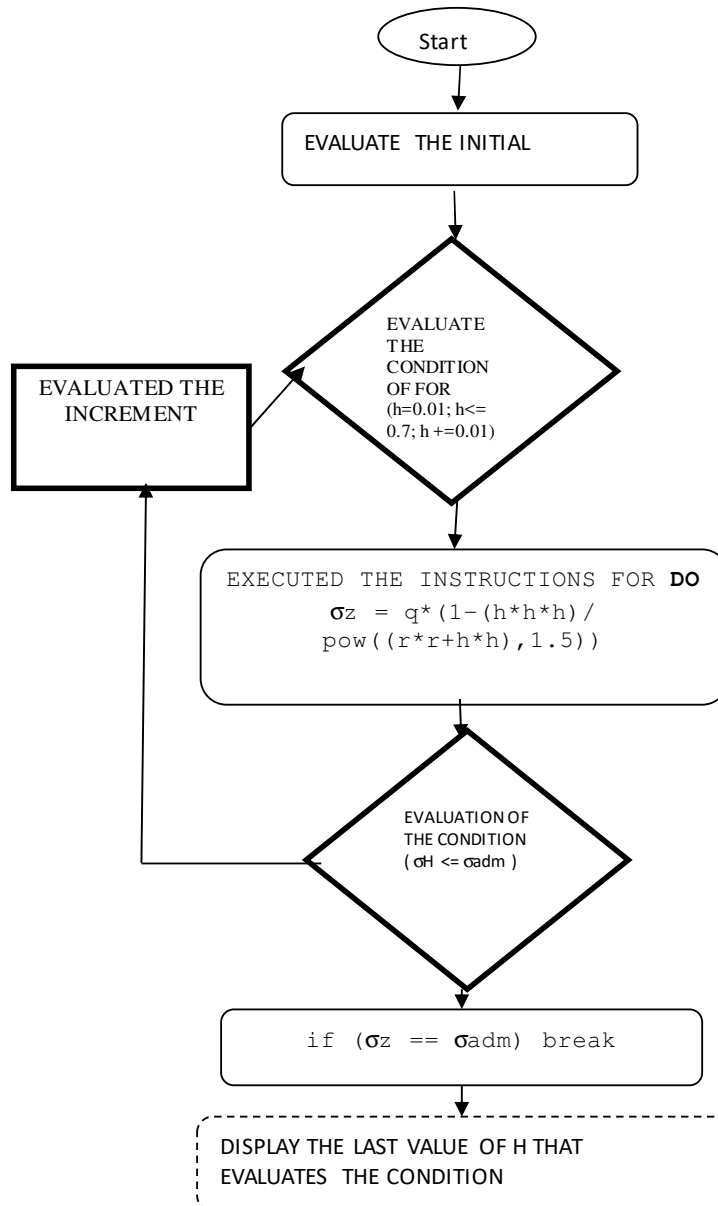 Start
EVALUATE THE INITIAL
EVALUATE
THE
CONDITION
OF FOR
(h=0.01; h<=
0.7; h +=0.01)
EVALUATED THE
INCREMENT
EXECUTED THE INSTRUCTIONS FOR DO
σz = q*(1-(h*h*h)/
pow((r*r+h*h),1.5))
EVALUATION OF
THE CONDITION
( σH <= σadm )
if (σz == σadm) break
DISPLAY THE LAST VALUE OF H THAT
EVALUATES THE CONDITION